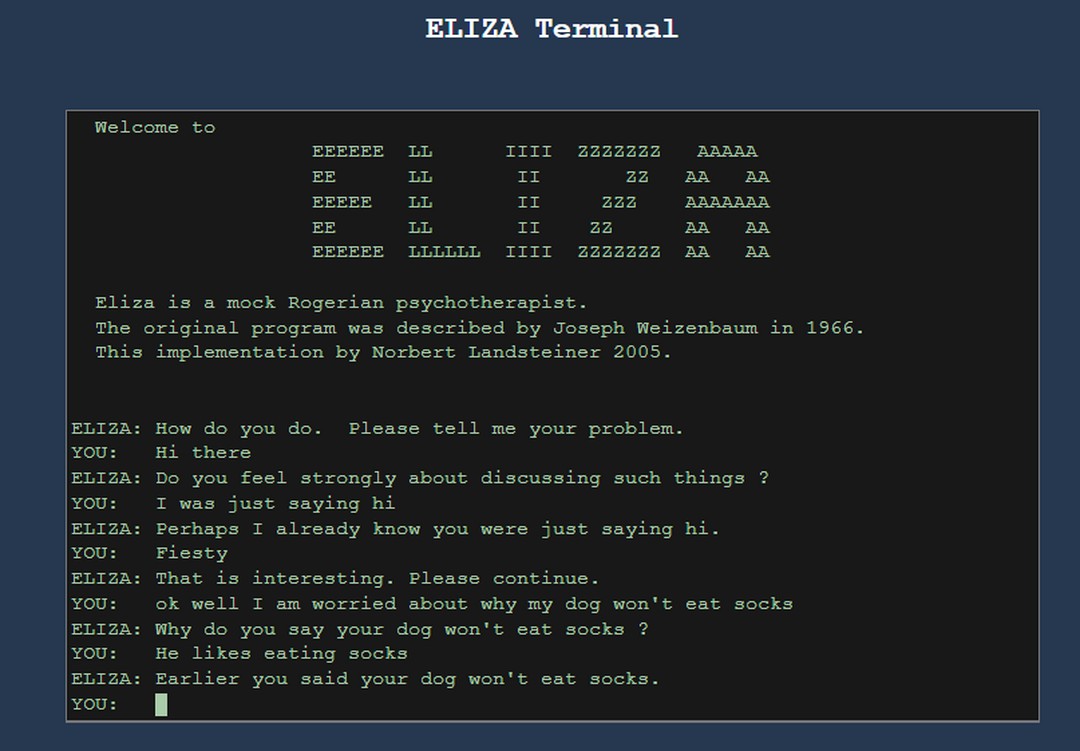 ELIZA Terminal
Welcome to
EEEEEE  LL      IIII  ZZZZZZZ   AAAAA
EE      LL       II       ZZ   AA   AA
EEEEE   LL       II     ZZZ    AAAAAAA
EE      LL       II    ZZ      AA   AA
EEEEEE  LLLLLL  IIII  ZZZZZZZ  AA   AA
Eliza is a mock Rogerian psychotherapist.
The original program was described by Joseph Weizenbaum in 1966.
This implementation by Norbert Landsteiner 2005.
ELIZA: How do you do.  Please tell me your problem.
YOU:   Hi there
ELIZA: Do you feel strongly about discussing such things ?
YOU:   I was just saying hi
ELIZA: Perhaps I already know you were just saying hi.
YOU:   Fiesty
ELIZA: That is interesting. Please continue.
YOU:   ok well I am worried about why my dog won't eat socks
ELIZA: Why do you say your dog won't eat socks ?
YOU:   He likes eating socks
ELIZA: Earlier you said your dog won't eat socks.
YOU: